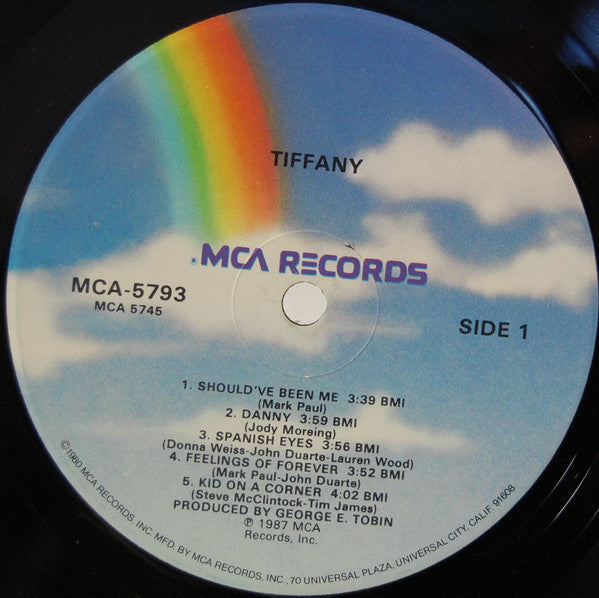 TIFFANY
® MCA RECORDS
MCA-5793
MCA 5745
SIDE 1
1. SHOULD'VE BEEN ME 3:39 BMI
(Mark Paul)
2. DANNY 3:59 BMI
(Jody Moreing)
3. SPANISH EYES 3:56 BMI
(Donna Weiss-John Duarte-Lauren Wood)
4. FEELINGS OF FOREVER 3:52 BMI
(Mark Paul-John Duarte)
5. KID ON A CORNER 4:02 BMI
(Steve McClintock-Tim James)
PRODUCED BY GEORGE E. TOBIN
℗ 1987 MCA
Records, Inc.
©1980 MCA RECORDS, INC. MFD. BY MCA RECORDS, INC., 70 UNIVERSAL PLAZA, UNIVERSAL CITY, CALIF. 91608